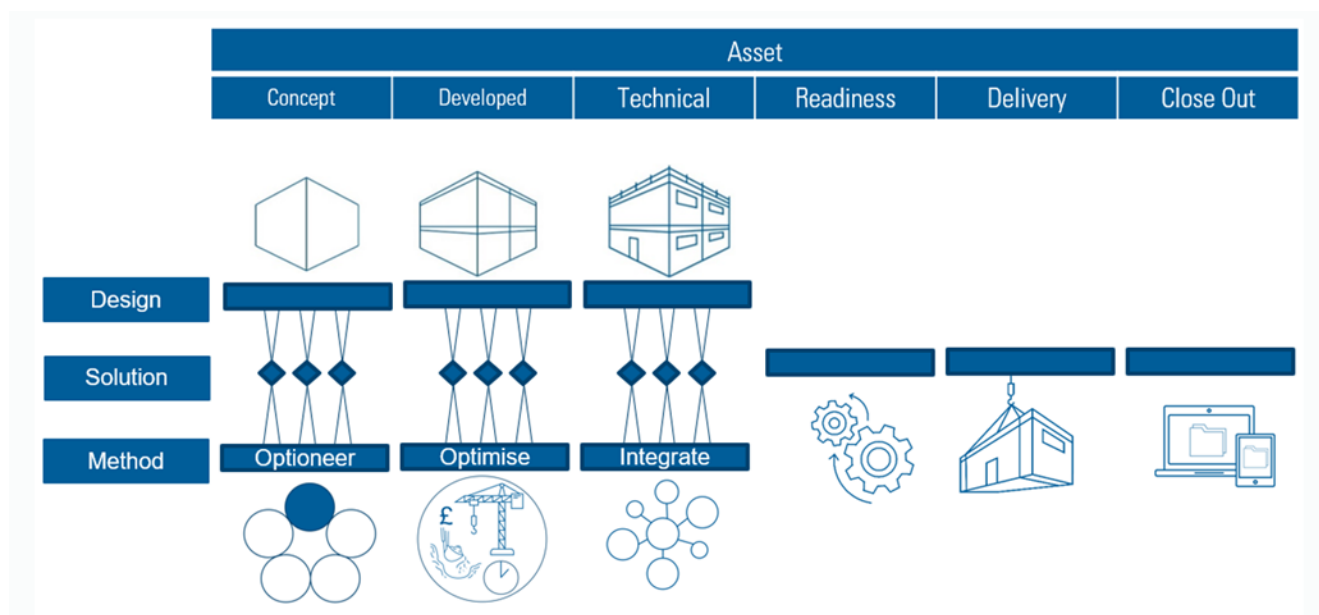 Asset
Concept Developed Technical Readiness Delivery Close Out
Design
Solution
Method Optioneer Optimise Integrate
£